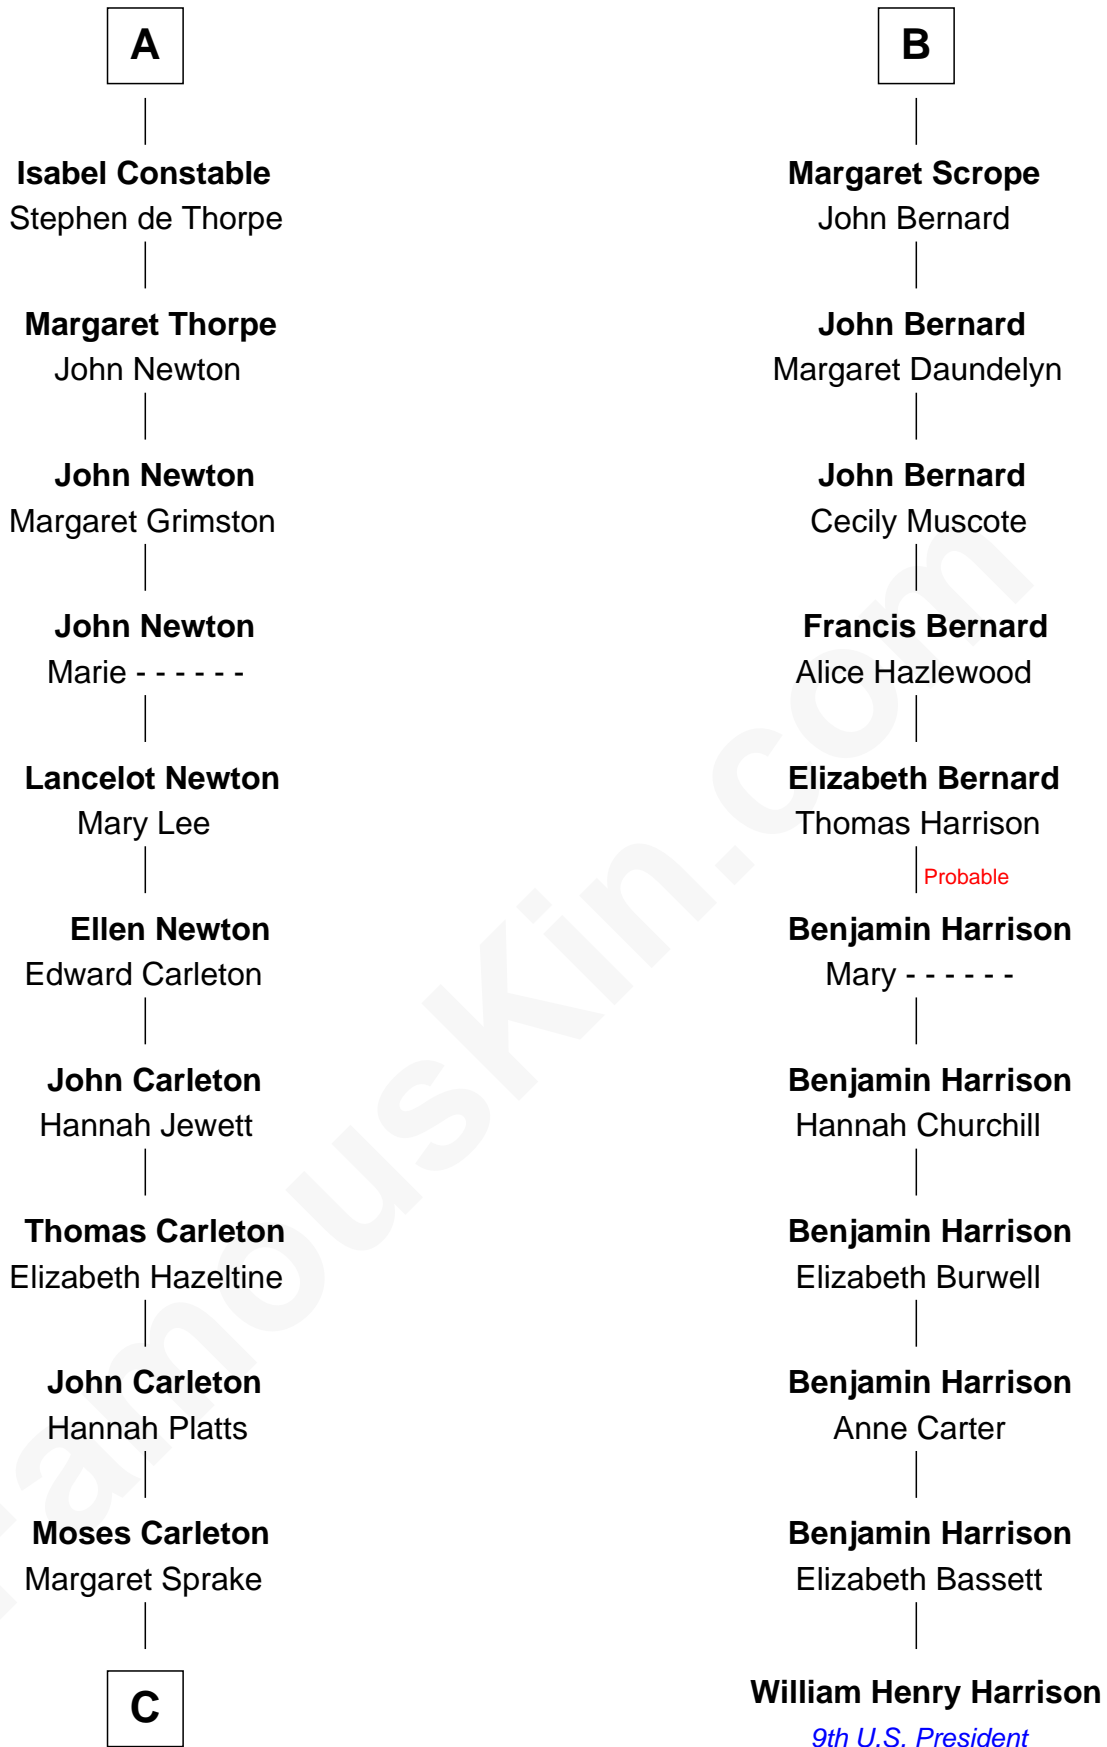 A
Isabel Constable
Stephen de Thorpe
Margaret Thorpe
John Newton
John Newton
Margaret Grimston
John Newton
Marie - - - - - -
Lancelot Newton
Mary Lee
Ellen Newton
Edward Carleton
John Carleton
Hannah Jewett
Thomas Carleton
Elizabeth Hazeltine
John Carleton
Hannah Platts
Moses Carleton
Margaret Sprake
C
B
Margaret Scrope
John Bernard
John Bernard
Margaret Daundelyn
John Bernard
Cecily Muscote
Francis Bernard
Alice Hazlewood
Elizabeth Bernard
Thomas Harrison
Probable
Benjamin Harrison
Mary - - - - - -
Benjamin Harrison
Hannah Churchill
Benjamin Harrison
Elizabeth Burwell
Benjamin Harrison
Anne Carter
Benjamin Harrison
Elizabeth Bassett
William Henry Harrison
9th U.S. President
FamousKin.com